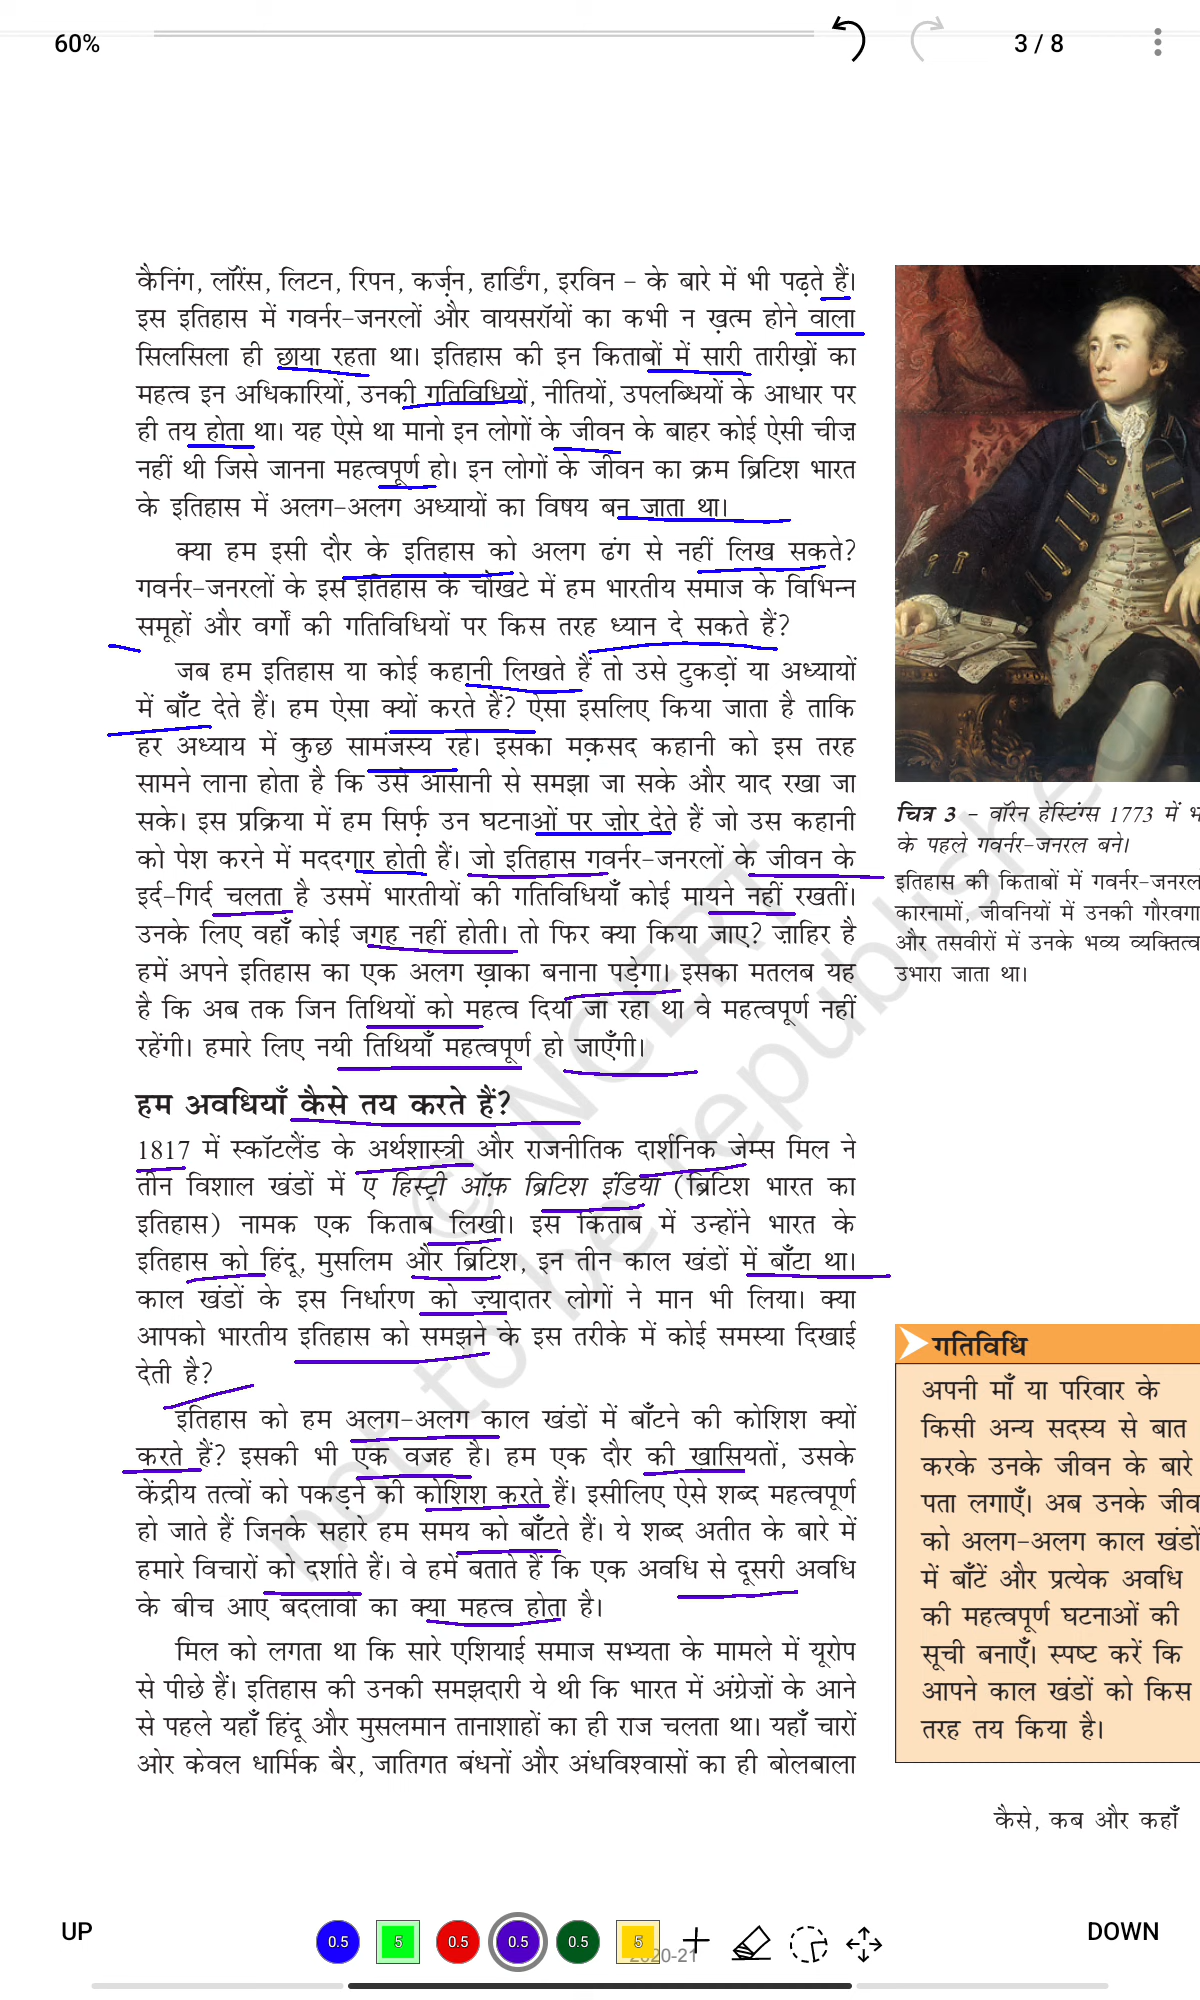 60%
3 / 8
कैनिंग, लॉरेंस, लिटन, रिपन, कर्ज़न, हार्डिंग, इरविन – के बारे में भी पढ़ते हैं।
इस इतिहास में गवर्नर-जनरलों और वायसरॉयों का कभी न ख़त्म होने वाला
सिलसिला ही छाया रहता था। इतिहास की इन किताबों में सारी तारीख़ों का
महत्व इन अधिकारियों, उनकी गतिविधियों, नीतियों, उपलब्धियों के आधार पर
ही तय होता था। यह ऐसे था मानो इन लोगों के जीवन के बाहर कोई ऐसी चीज़
नहीं थी जिसे जानना महत्वपूर्ण हो। इन लोगों के जीवन का क्रम ब्रिटिश भारत
के इतिहास में अलग-अलग अध्यायों का विषय बन जाता था।
क्या हम इसी दौर के इतिहास को अलग ढंग से नहीं लिख सकते?
गवर्नर-जनरलों के इस इतिहास के चौखटे में हम भारतीय समाज के विभिन्न
समूहों और वर्गों की गतिविधियों पर किस तरह ध्यान दे सकते हैं?
जब हम इतिहास या कोई कहानी लिखते हैं तो उसे टुकड़ों या अध्यायों
में बाँट देते हैं। हम ऐसा क्यों करते हैं? ऐसा इसलिए किया जाता है ताकि
हर अध्याय में कुछ सामंजस्य रहे। इसका मक़सद कहानी को इस तरह
सामने लाना होता है कि उसे आसानी से समझा जा सके और याद रखा जा
सके। इस प्रक्रिया में हम सिर्फ़ उन घटनाओं पर ज़ोर देते हैं जो उस कहानी
को पेश करने में मददगार होती हैं। जो इतिहास गवर्नर-जनरलों के जीवन के
इर्द-गिर्द चलता है उसमें भारतीयों की गतिविधियाँ कोई मायने नहीं रखतीं।
उनके लिए वहाँ कोई जगह नहीं होती। तो फिर क्या किया जाए? ज़ाहिर है
हमें अपने इतिहास का एक अलग ख़ाका बनाना पड़ेगा। इसका मतलब यह
है कि अब तक जिन तिथियों को महत्व दिया जा रहा था वे महत्वपूर्ण नहीं
रहेंगी। हमारे लिए नयी तिथियाँ महत्वपूर्ण हो जाएँगी।
हम अवधियाँ कैसे तय करते हैं?
1817 में स्कॉटलैंड के अर्थशास्त्री और राजनीतिक दार्शनिक जेम्स मिल ने
तीन विशाल खंडों में ए हिस्ट्री ऑफ़ ब्रिटिश इंडिया (ब्रिटिश भारत का
इतिहास) नामक एक किताब लिखी। इस किताब में उन्होंने भारत के
इतिहास को हिंदू, मुसलिम और ब्रिटिश, इन तीन काल खंडों में बाँटा था।
काल खंडों के इस निर्धारण को ज़्यादातर लोगों ने मान भी लिया। क्या
आपको भारतीय इतिहास को समझने के इस तरीके में कोई समस्या दिखाई
देती है?
इतिहास को हम अलग-अलग काल खंडों में बाँटने की कोशिश क्यों
करते हैं? इसकी भी एक वजह है। हम एक दौर की ख़ासियतों, उसके
केंद्रीय तत्वों को पकड़ने की कोशिश करते हैं। इसीलिए ऐसे शब्द महत्वपूर्ण
हो जाते हैं जिनके सहारे हम समय को बाँटते हैं। ये शब्द अतीत के बारे में
हमारे विचारों को दर्शाते हैं। वे हमें बताते हैं कि एक अवधि से दूसरी अवधि
के बीच आए बदलावों का क्या महत्व होता है।
मिल को लगता था कि सारे एशियाई समाज सभ्यता के मामले में यूरोप
से पीछे हैं। इतिहास की उनकी समझदारी ये थी कि भारत में अंग्रेज़ों के आने
से पहले यहाँ हिंदू और मुसलमान तानाशाहों का ही राज चलता था। यहाँ चारों
ओर केवल धार्मिक बैर, जातिगत बंधनों और अंधविश्वासों का ही बोलबाला
चित्र 3 – वॉरेन हेस्टिंग्स 1773 में भ
के पहले गवर्नर-जनरल बने।
इतिहास की किताबों में गवर्नर-जनरलों
कारनामों, जीवनियों में उनकी गौरवगा
और तसवीरों में उनके भव्य व्यक्तित्व
उभारा जाता था।
गतिविधि
अपनी माँ या परिवार के
किसी अन्य सदस्य से बात
करके उनके जीवन के बारे
पता लगाएँ। अब उनके जीव
को अलग-अलग काल खंडों
में बाँटें और प्रत्येक अवधि
की महत्वपूर्ण घटनाओं की
सूची बनाएँ। स्पष्ट करें कि
आपने काल खंडों को किस
तरह तय किया है।
© NCERT
not to be republished
कैसे, कब और कहाँ
UP
0.5
5
0.5
0.5
0.5
5
2020-21
DOWN